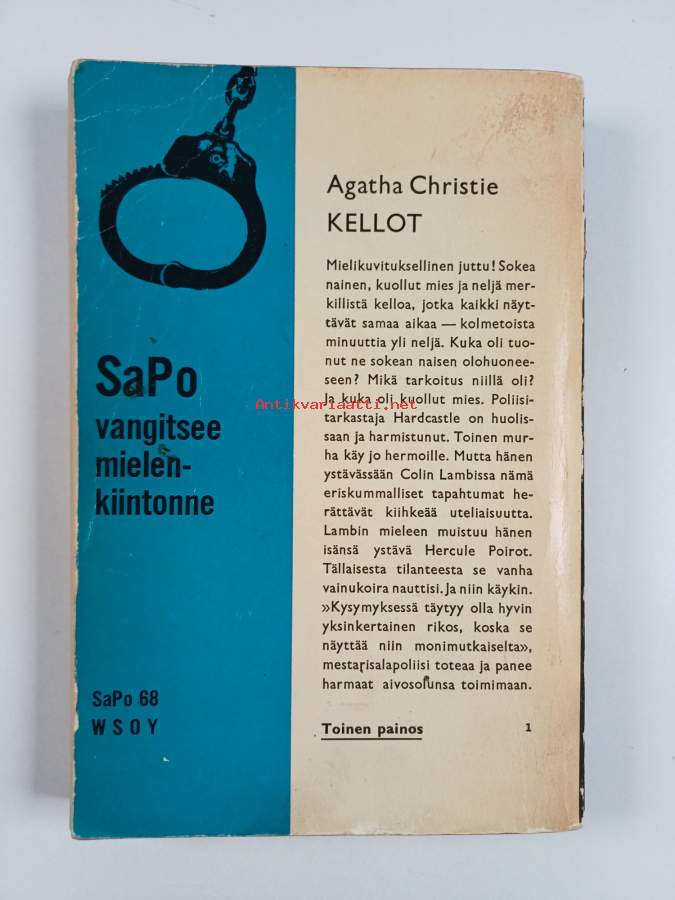 SaPo
vangitsee
mielen-
kiintonne
SaPo 68
WSOY
Agatha Christie
KELLOT
Mielikuvituksellinen juttu! Sokea
nainen, kuollut mies ja neljä mer-
killistä kelloa, jotka kaikki näyt-
tävät samaa aikaa — kolmetoista
minuuttia yli neljä. Kuka oli tuo-
nut ne sokean naisen olohuonee-
seen? Mikä tarkoitus niillä oli?
Ja kuka oli kuollut mies. Poliisi-
tarkastaja Hardcastle on huolis-
saan ja harmistunut. Toinen mur-
ha käy jo hermoille. Mutta hänen
ystävässään Colin Lambissa nämä
eriskummalliset tapahtumat he-
rättävät kiihkeää uteliaisuutta.
Lambin mieleen muistuu hänen
isänsä ystävä Hercule Poirot.
Tällaisesta tilanteesta se vanha
vainukoira nauttisi. Ja niin käykin.
»Kysymyksessä täytyy olla hyvin
yksinkertainen rikos, koska se
näyttää niin monimutkaiselta»,
mestarisalapoliisi toteaa ja panee
harmaat aivosolunsa toimimaan.
Toinen painos 1
Antikvariaatti.net